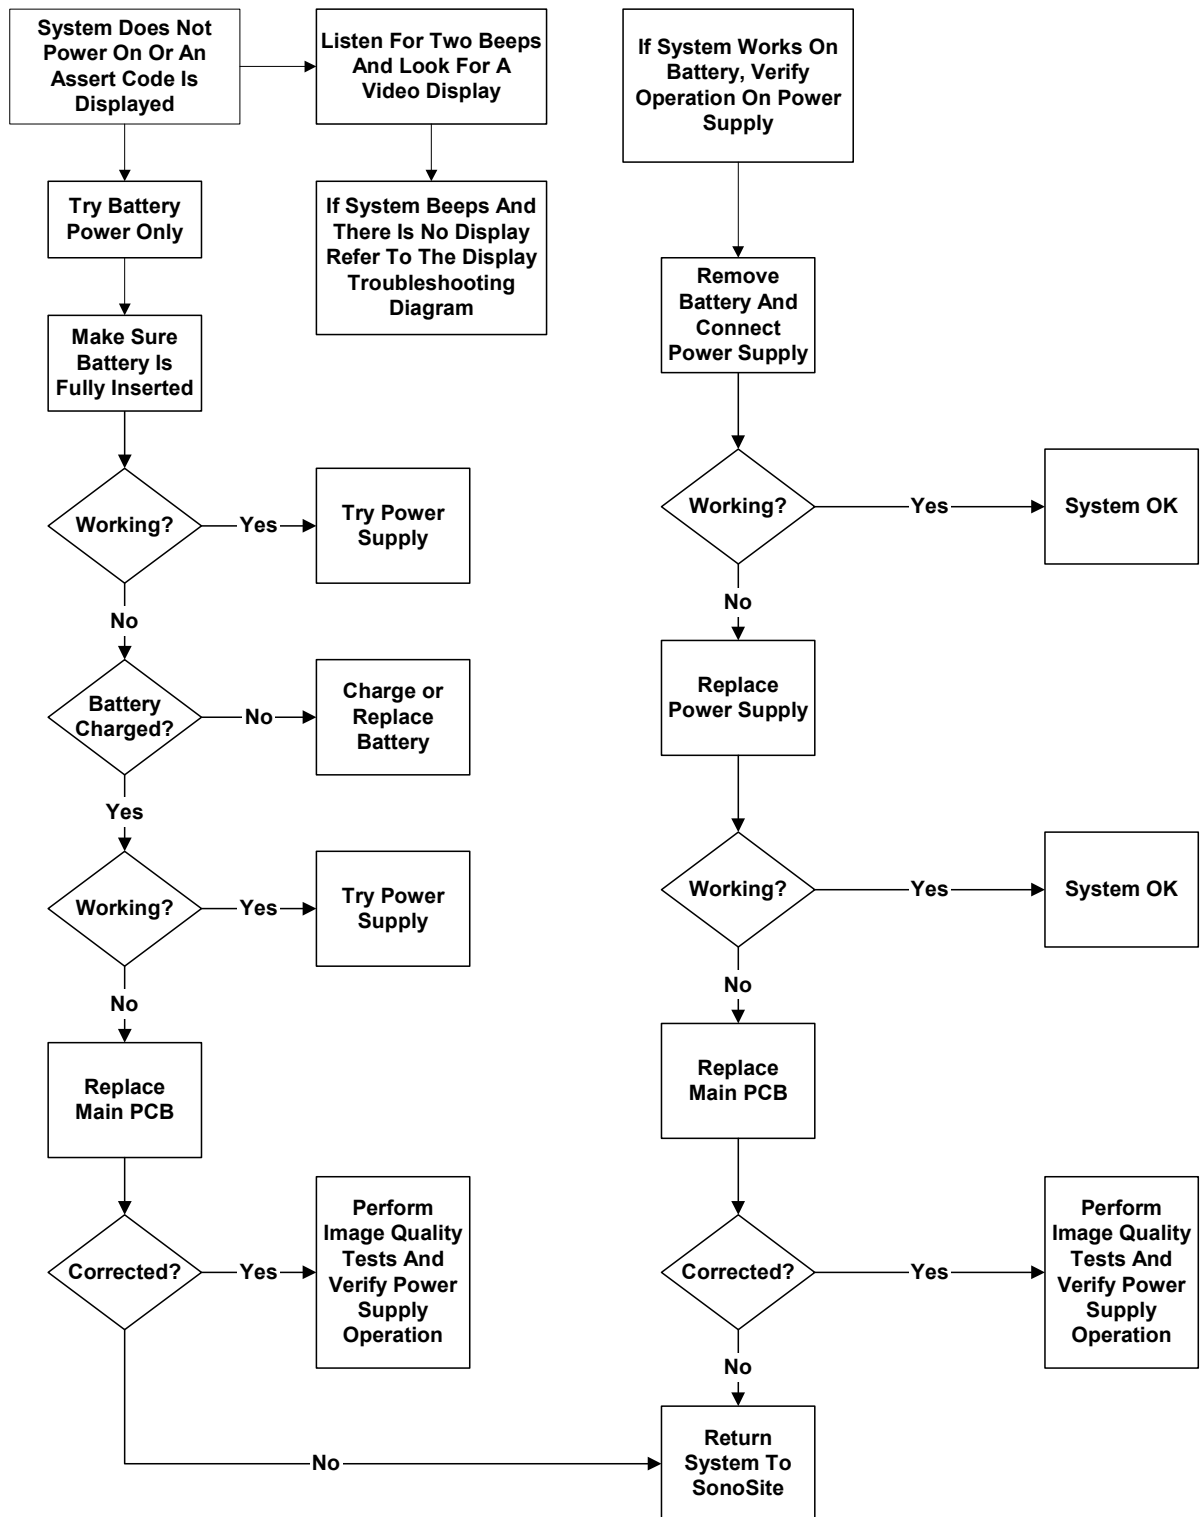 System Does Not
Power On Or An
Assert Code Is
Displayed
Listen For Two Beeps
And Look For A
Video Display
If System Beeps And
There Is No Display
Refer To The Display
Troubleshooting
Diagram
Try Battery
Power Only
Make Sure
Battery Is
Fully Inserted
Working?
Yes
Try Power
Supply
No
Battery
Charged?
No
Charge or
Replace
Battery
Yes
Working?
Yes
Try Power
Supply
No
Replace
Main PCB
Corrected?
Yes
Perform
Image Quality
Tests And
Verify Power
Supply
Operation
No
If System Works On
Battery, Verify
Operation On Power
Supply
Remove
Battery And
Connect
Power Supply
Working?
Yes
System OK
No
Replace
Power Supply
Working?
Yes
System OK
No
Replace
Main PCB
Corrected?
Yes
Perform
Image Quality
Tests And
Verify Power
Supply
Operation
No
Return
System To
SonoSite